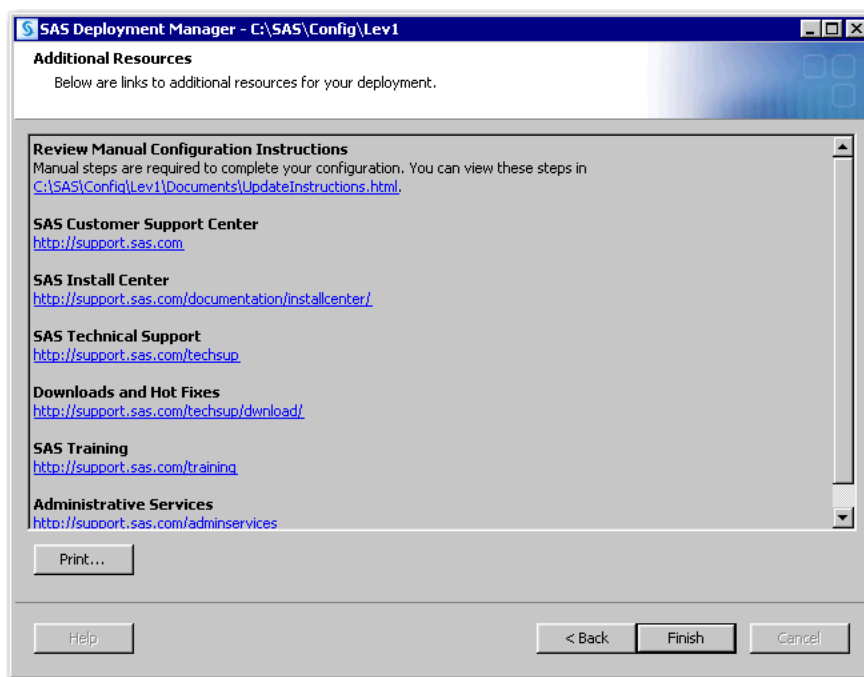 SAS Deployment Manager - C:\SAS\Config\Lev1
Additional Resources
Below are links to additional resources for your deployment.
Review Manual Configuration Instructions
Manual steps are required to complete your configuration. You can view these steps in
C:\SAS\Config\Lev1\Documents\UpdateInstructions.html.
SAS Customer Support Center
http://support.sas.com
SAS Install Center
http://support.sas.com/documentation/installcenter/
SAS Technical Support
http://support.sas.com/techsup
Downloads and Hot Fixes
http://support.sas.com/techsup/dwnload/
SAS Training
http://support.sas.com/training
Administrative Services
http://support.sas.com/adminservices
Print...
Help
< Back
Finish
Cancel